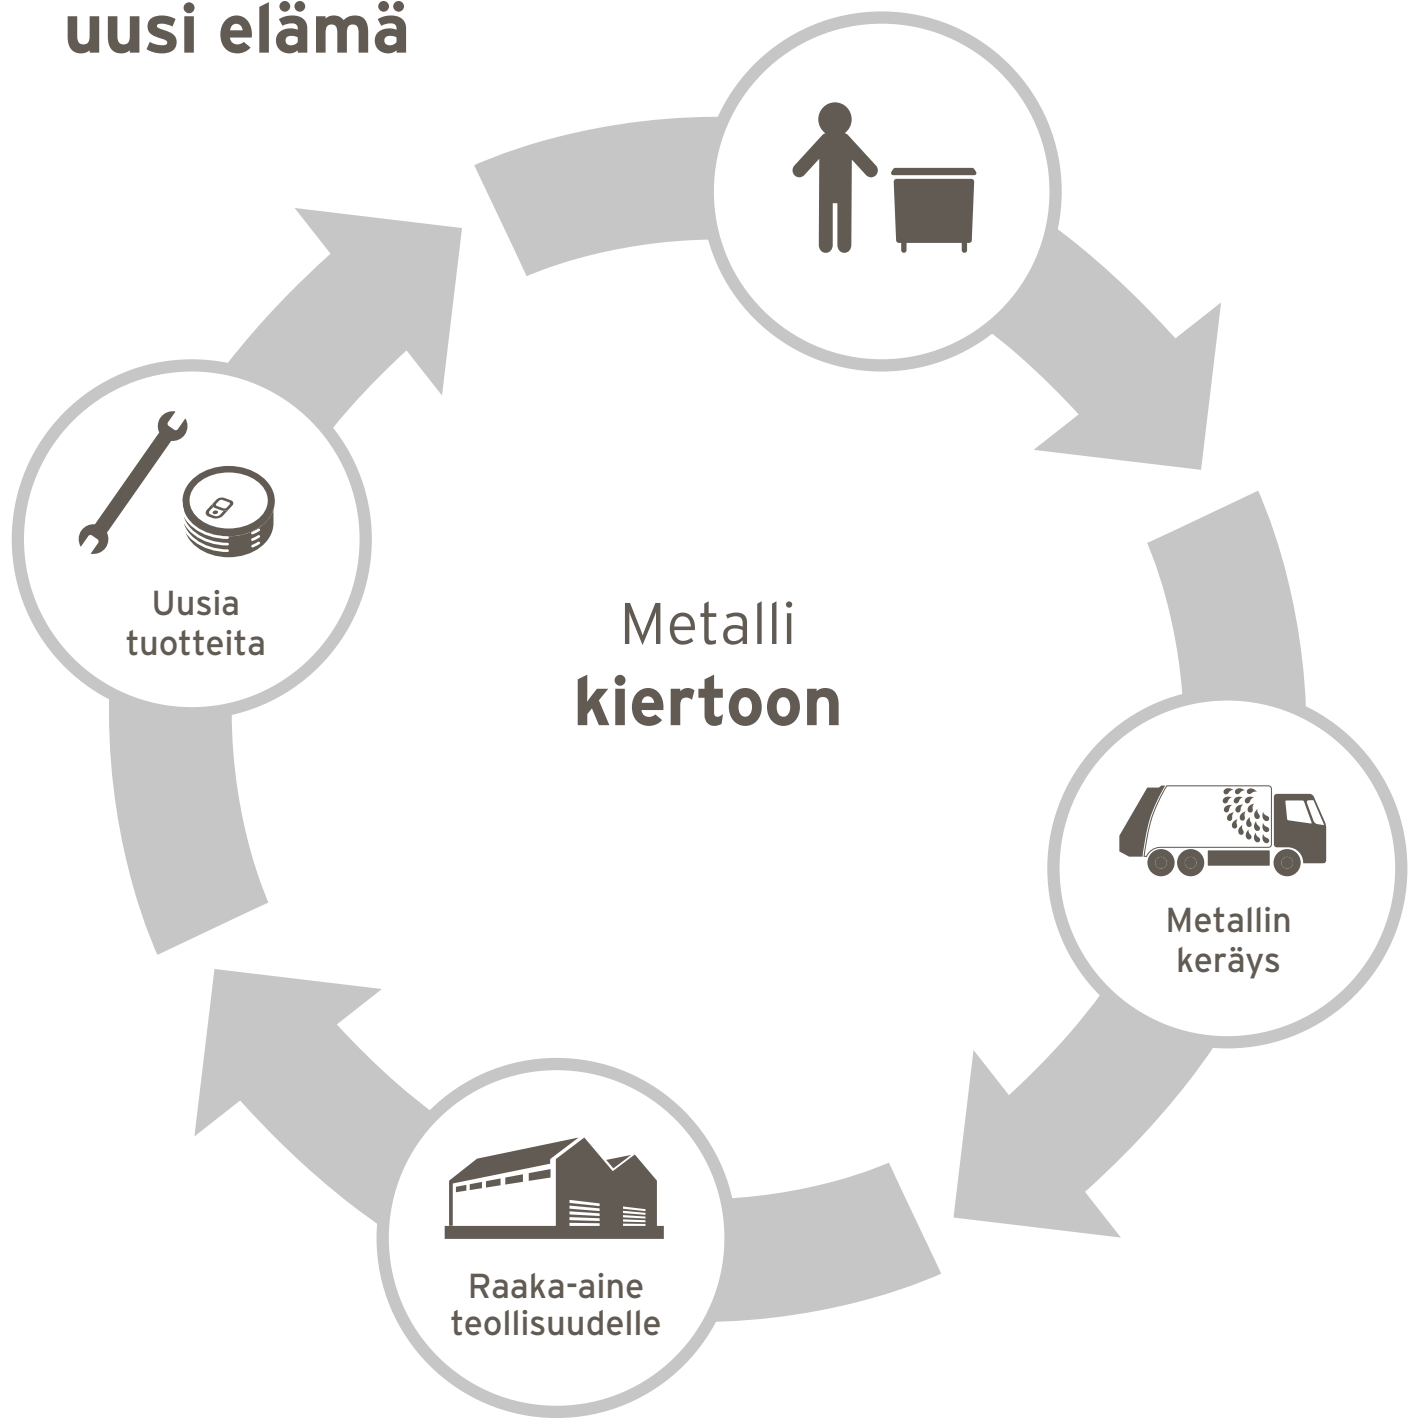 uusi elämä
Uusia
tuotteita
Metalli
kiertoon
Metallin
keräys
Raaka-aine
teollisuudelle